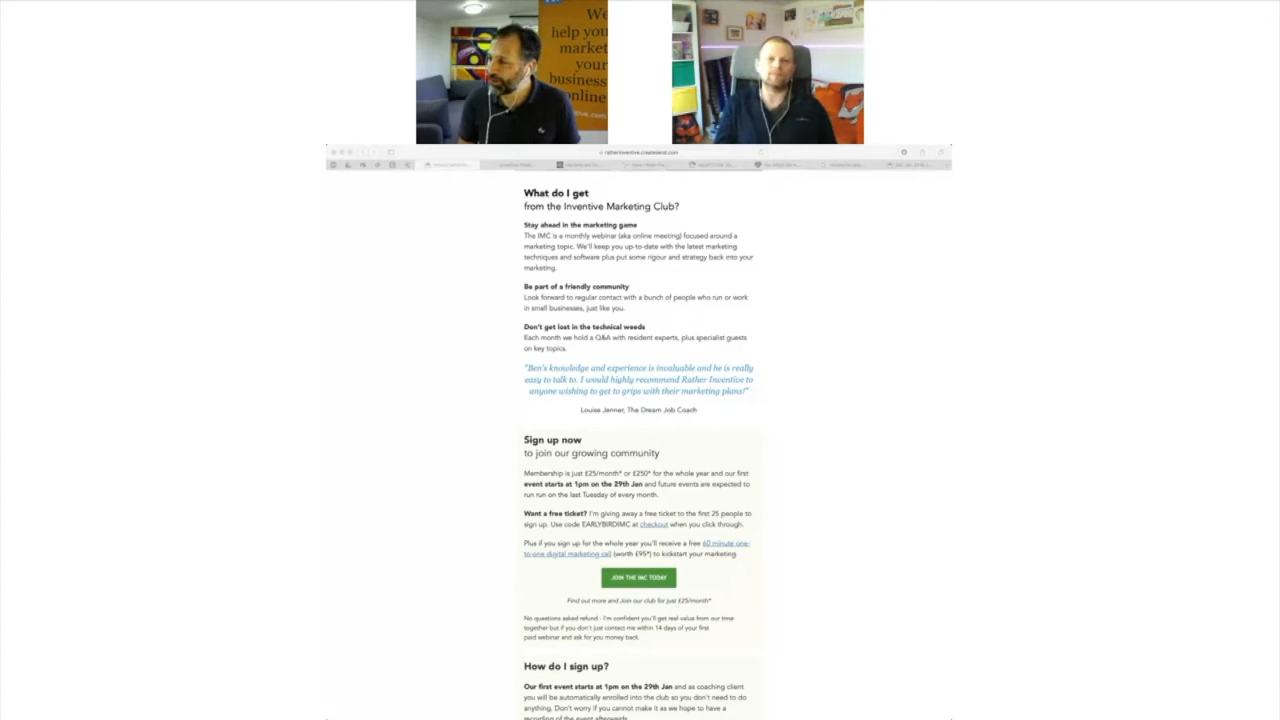 We
help you
market
your
business
online
ratherinventive.createsend.com
What do I get
from the Inventive Marketing Club?
Stay ahead in the marketing game
The IMC is a monthly webinar (aka online meeting) focused around a
marketing topic. We'll keep you up-to-date with the latest marketing
techniques and software plus put some rigour and strategy back into your
marketing.
Be part of a friendly community
Look forward to regular contact with a bunch of people who run or work
in small businesses, just like you.
Don't get lost in the technical weeds
Each month we hold a Q&A with resident experts, plus specialist guests
on key topics.
"Ben's knowledge and experience is invaluable and he is really
easy to talk to. I would highly recommend Rather Inventive to
anyone wishing to get to grips with their marketing plans!"
Louise Jenner, The Dream Job Coach
Sign up now
to join our growing community
Membership is just £25/month* or £250* for the whole year and our first
event starts at 1pm on the 29th Jan and future events are expected to
run run on the last Tuesday of every month.
Want a free ticket? I'm giving away a free ticket to the first 25 people to
sign up. Use code EARLYBIRDIMC at checkout when you click through.
Plus if you sign up for the whole year you'll receive a free 60 minute one-
to-one digital marketing call (worth £95*) to kickstart your marketing.
JOIN THE IMC TODAY
Find out more and Join our club for just £25/month*
No questions asked refund - I'm confident you'll get real value from our time
together but if you don't just contact me within 14 days of your first
paid webinar and ask for you money back.
How do I sign up?
Our first event starts at 1pm on the 29th Jan and as coaching client
you will be automatically enrolled into the club so you don't need to do
anything. Don't worry if you cannot make it as we hope to have a
recording of the event afterwards.